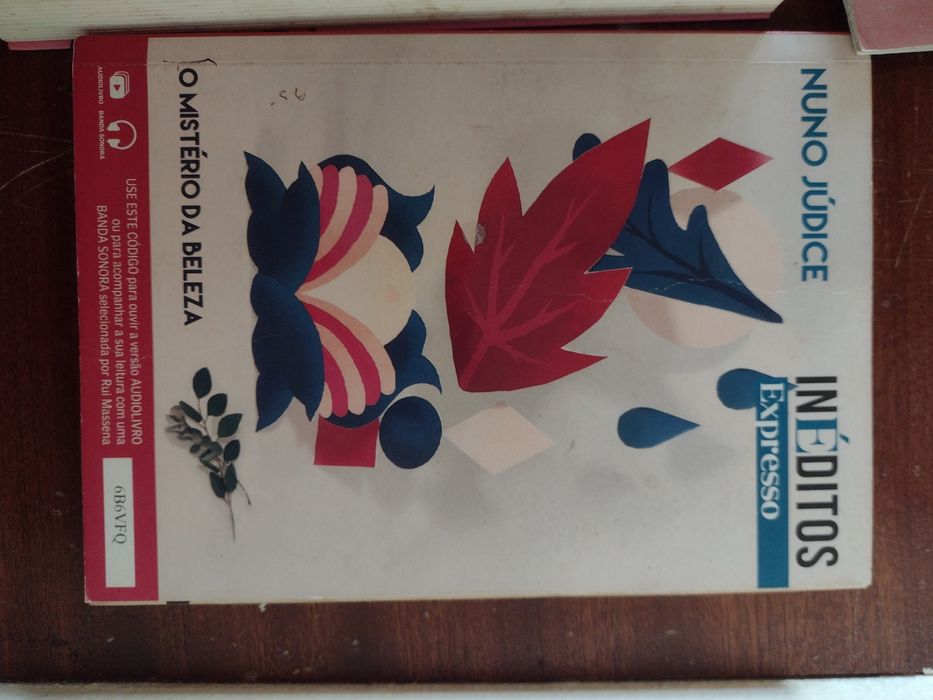 NUNO JÚDICE
INÉDITOS
Expresso
O MISTÉRIO DA BELEZA
AUDIOLIVRO
BANDA SONORA
USE ESTE CÓDIGO para ouvir a versão AUDIOLIVRO
ou para acompanhar a sua leitura com uma
BANDA SONORA selecionada por Rui Massena
6B6VFQ